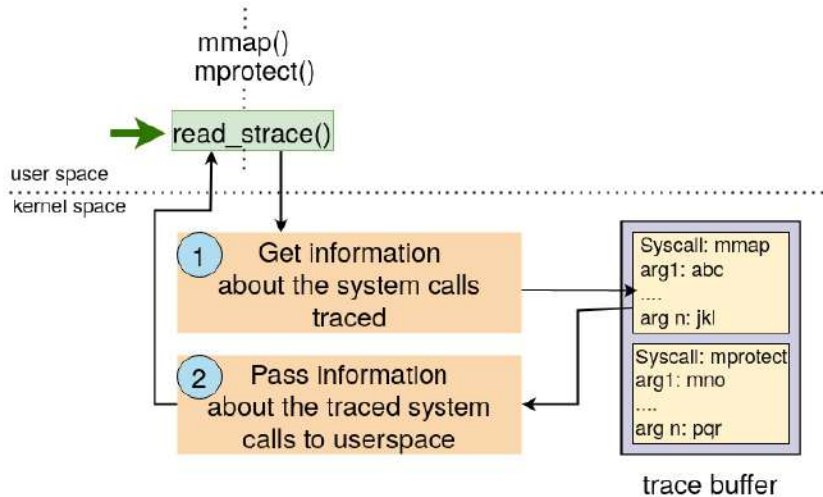 mmap()
mprotect()
read_strace()
user space
kernel space
1
Get information
about the system calls
traced
2
Pass information
about the traced system
calls to userspace
Syscall: mmap
arg1: abc
....
arg n: jkl
Syscall: mprotect
arg1: mno
....
arg n: pqr
trace buffer